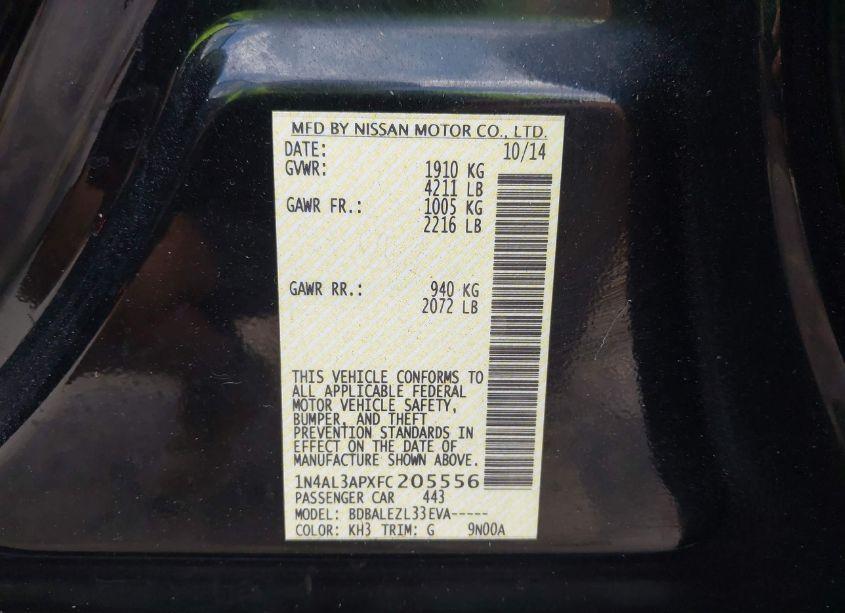 MFD BY NISSAN MOTOR CO., LTD.
DATE: 10/14
GVWR: 1910 KG
4211 LB
GAWR FR.: 1005 KG
2216 LB
GAWR RR.: 940 KG
2072 LB
THIS VEHICLE CONFORMS TO
ALL APPLICABLE FEDERAL
MOTOR VEHICLE SAFETY,
BUMPER, AND THEFT
PREVENTION STANDARDS IN
EFFECT ON THE DATE OF
MANUFACTURE SHOWN ABOVE.
1N4AL3APXFC205556
PASSENGER CAR 443
MODEL: BDBALEZL33EVA-----
COLOR: KH3 TRIM: G 9N00A